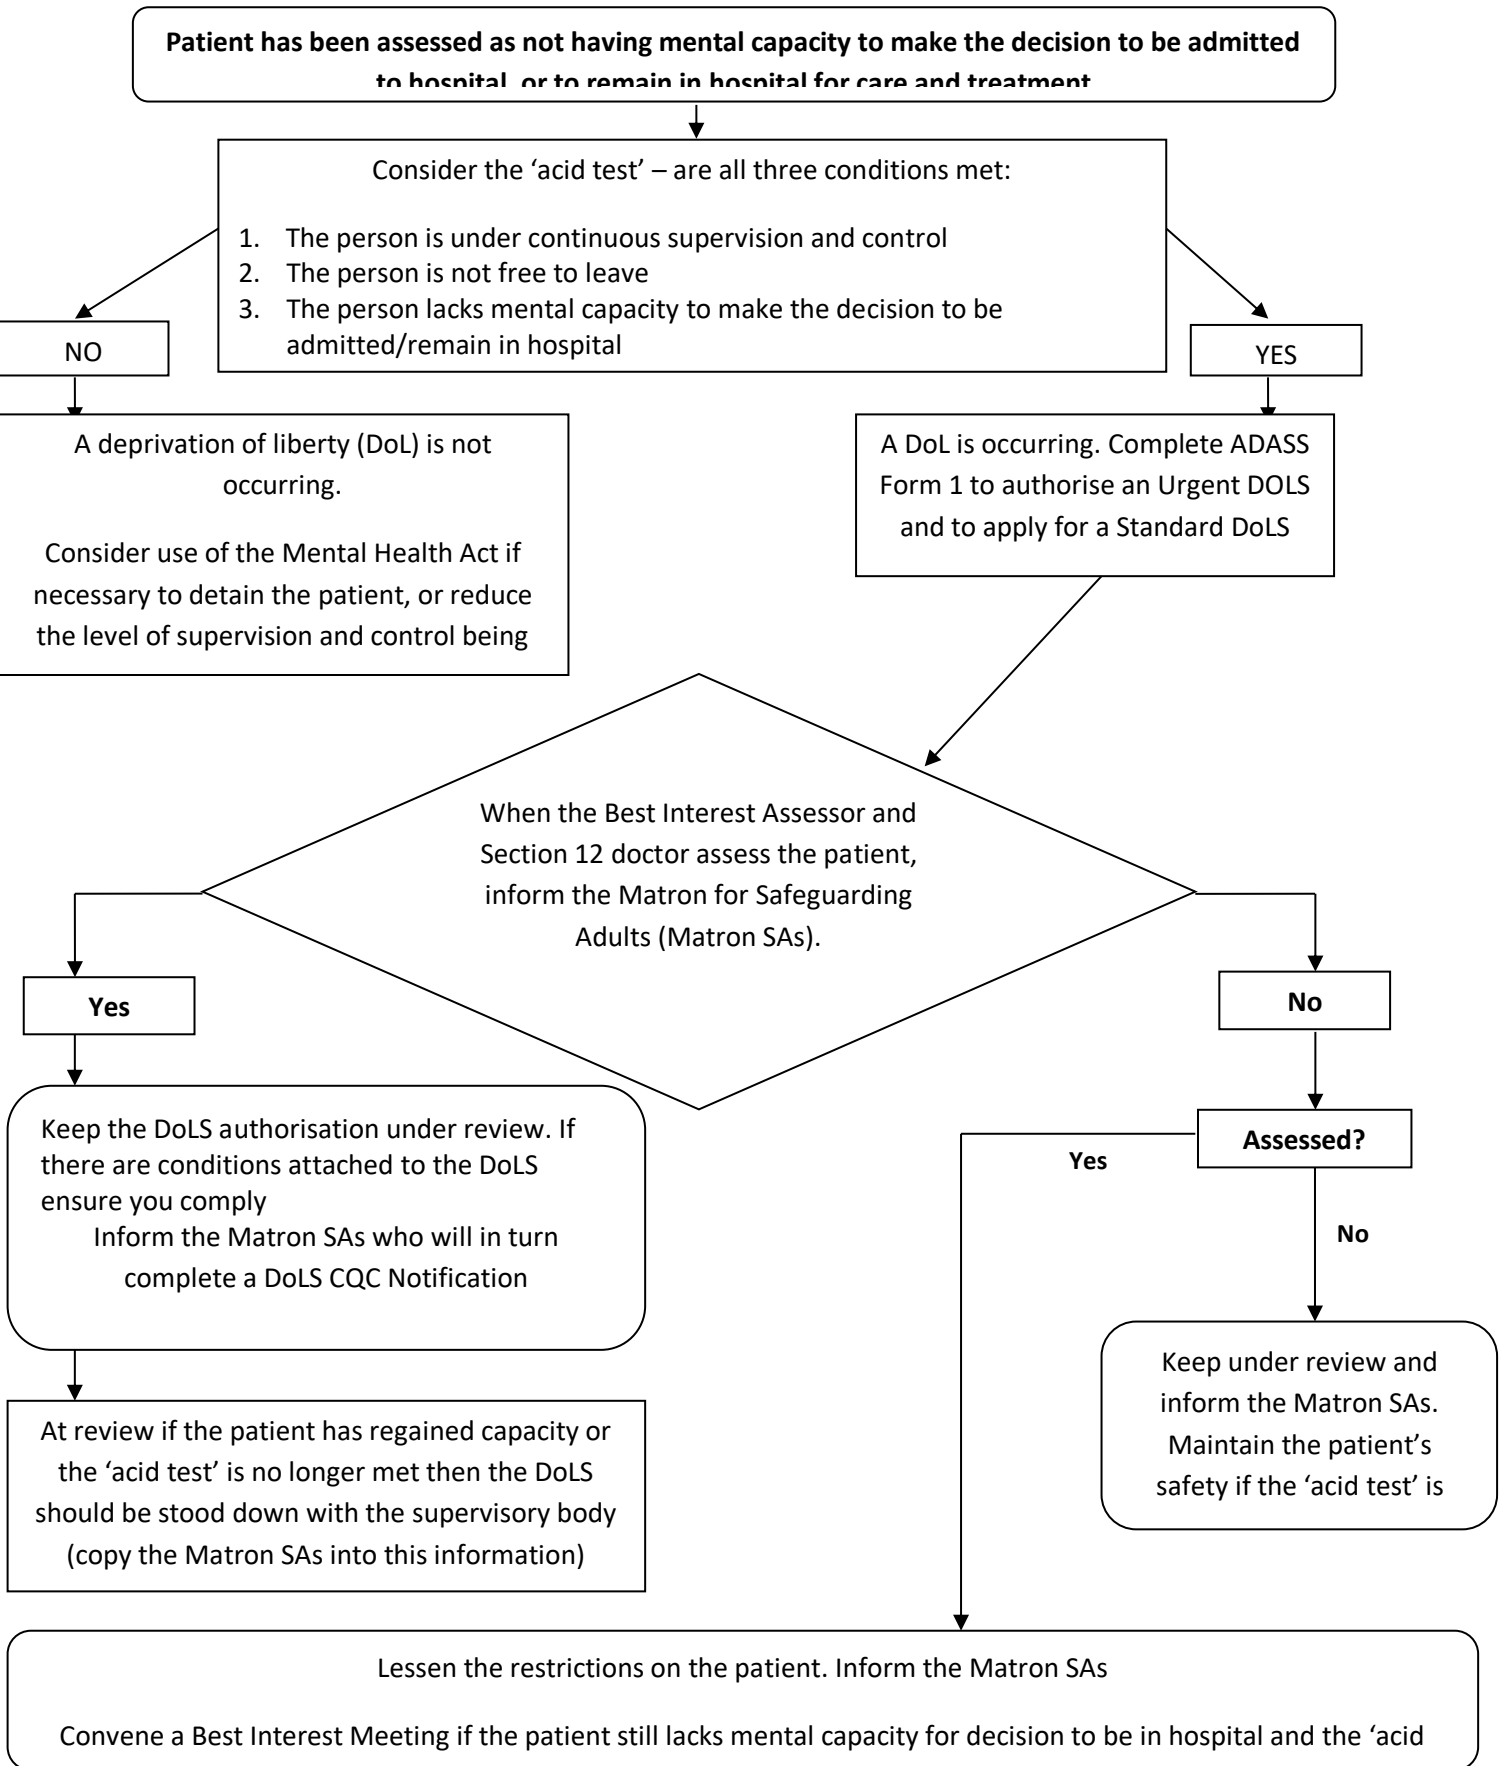 Patient has been assessed as not having mental capacity to make the decision to be admitted
to hospital, or to remain in hospital for care and treatment
Consider the ‘acid test’ – are all three conditions met:
1. The person is under continuous supervision and control
2. The person is not free to leave
3. The person lacks mental capacity to make the decision to be
admitted/remain in hospital
NO
YES
A deprivation of liberty (DoL) is not
occurring.
Consider use of the Mental Health Act if
necessary to detain the patient, or reduce
the level of supervision and control being
A DoL is occurring. Complete ADASS
Form 1 to authorise an Urgent DOLS
and to apply for a Standard DoLS
When the Best Interest Assessor and
Section 12 doctor assess the patient,
inform the Matron for Safeguarding
Adults (Matron SAs).
Yes
No
Keep the DoLS authorisation under review. If
there are conditions attached to the DoLS
ensure you comply
Inform the Matron SAs who will in turn
complete a DoLS CQC Notification
Assessed?
Yes
No
Keep under review and
inform the Matron SAs.
Maintain the patient’s
safety if the ‘acid test’ is
At review if the patient has regained capacity or
the ‘acid test’ is no longer met then the DoLS
should be stood down with the supervisory body
(copy the Matron SAs into this information)
Lessen the restrictions on the patient. Inform the Matron SAs
Convene a Best Interest Meeting if the patient still lacks mental capacity for decision to be in hospital and the ‘acid